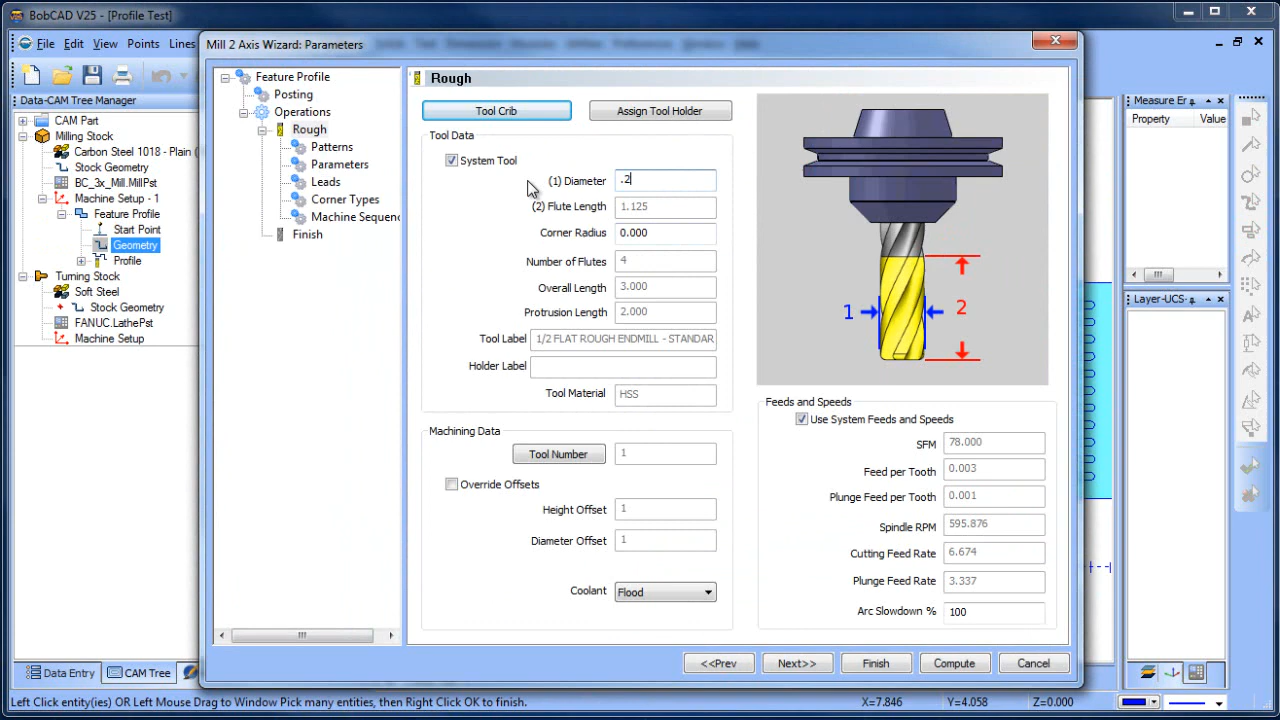 BobCAD V25 - [Profile Test]
File Edit View Points Lines
Data-CAM Tree Manager
CAM Part
Milling Stock
Carbon Steel 1018 - Plain (
Stock Geometry
BC_3x_Mill.MillPst
Machine Setup - 1
Feature Profile
Start Point
Geometry
Profile
Turning Stock
Soft Steel
Stock Geometry
FANUC.LathePst
Machine Setup
Data Entry
CAM Tree
Mill 2 Axis Wizard: Parameters
Feature Profile
Posting
Operations
Rough
Patterns
Parameters
Leads
Corner Types
Machine Sequenc
Finish
Rough
Tool Crib
Assign Tool Holder
Tool Data
System Tool
(1) Diameter .2
(2) Flute Length 1.125
Corner Radius 0.000
Number of Flutes 4
Overall Length 3.000
Protrusion Length 2.000
Tool Label 1/2 FLAT ROUGH ENDMILL - STANDAR
Holder Label
Tool Material HSS
Machining Data
Tool Number 1
Override Offsets
Height Offset 1
Diameter Offset 1
Coolant Flood
1
2
Feeds and Speeds
Use System Feeds and Speeds
SFM 78.000
Feed per Tooth 0.003
Plunge Feed per Tooth 0.001
Spindle RPM 595.876
Cutting Feed Rate 6.674
Plunge Feed Rate 3.337
Arc Slowdown % 100
<<Prev
Next>>
Finish
Compute
Cancel
Measure Er
Property Value
Layer-UCS-
Left Click entity(ies) OR Left Mouse Drag to Window Pick many entities, then Right Click OK to finish.
X=7.846 Y=4.058 Z=0.000